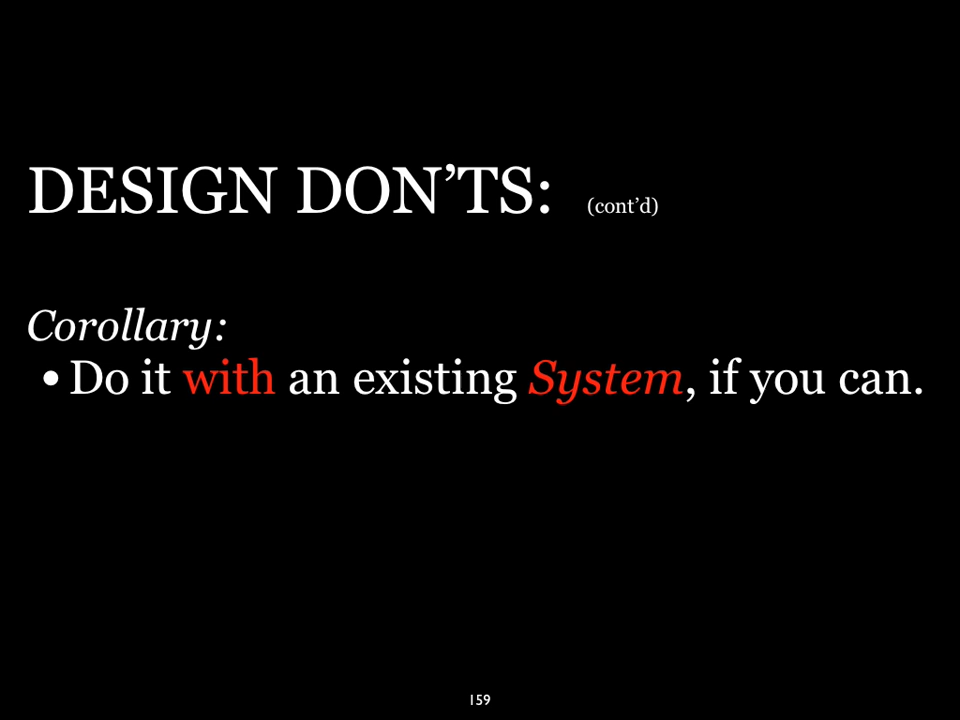 DESIGN DON’TS: (cont’d)
Corollary:
• Do it with an existing System, if you can.
159